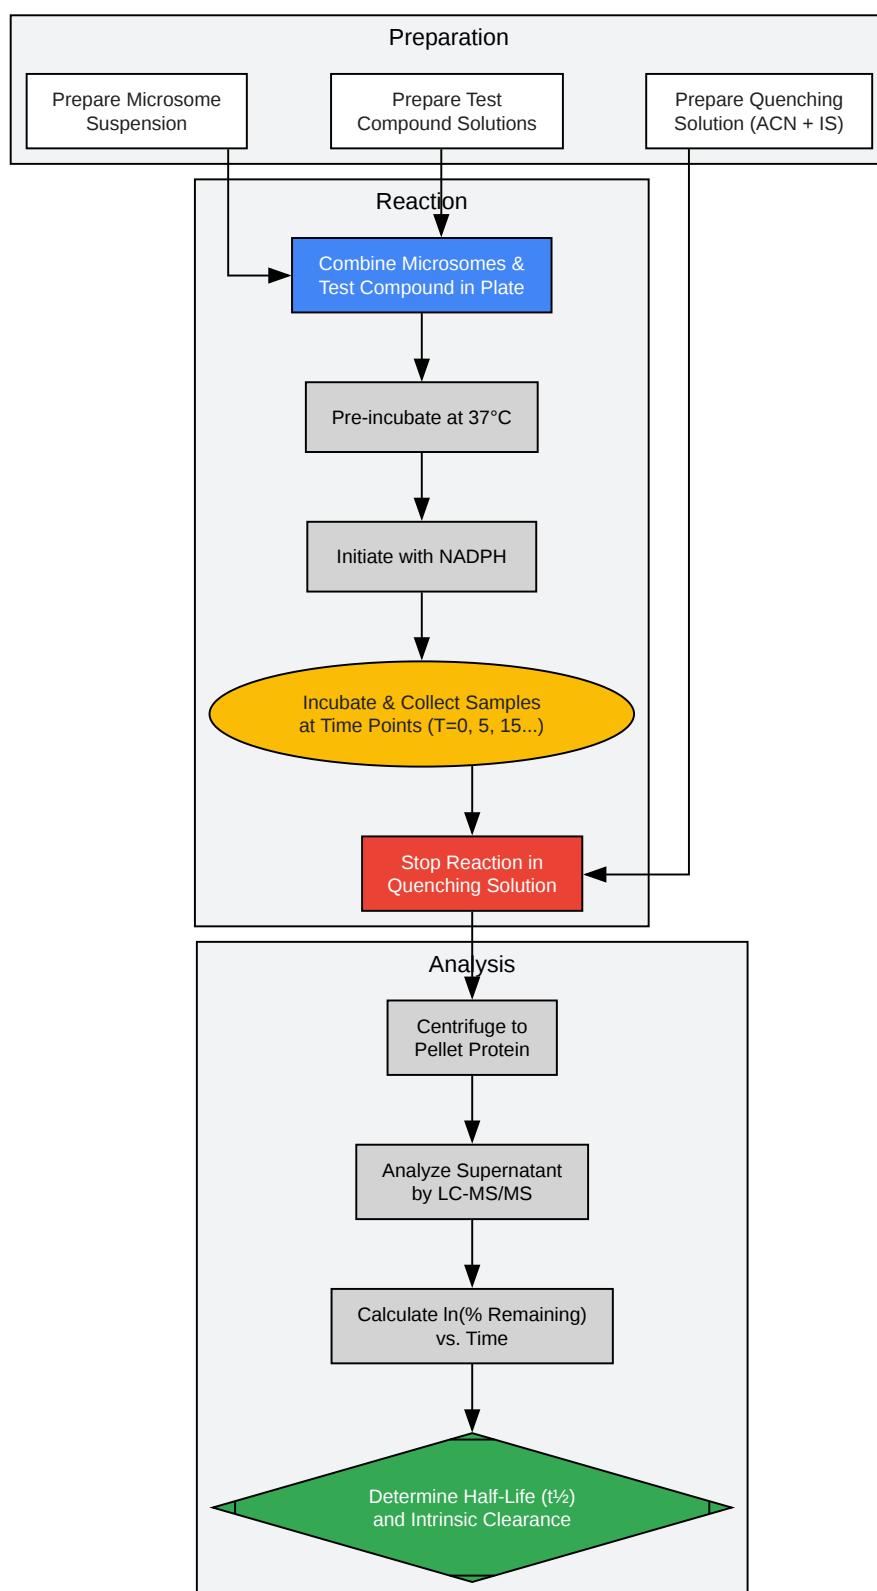 Preparation
Prepare Microsome
Suspension
Prepare Test
Compound Solutions
Prepare Quenching
Solution (ACN + IS)
Reaction
Combine Microsomes &
Test Compound in Plate
Pre-incubate at 37°C
Initiate with NADPH
Incubate & Collect Samples
at Time Points (T=0, 5, 15...)
Stop Reaction in
Quenching Solution
Analysis
Centrifuge to
Pellet Protein
Analyze Supernatant
by LC-MS/MS
Calculate ln(% Remaining)
vs. Time
Determine Half-Life (t½)
and Intrinsic Clearance